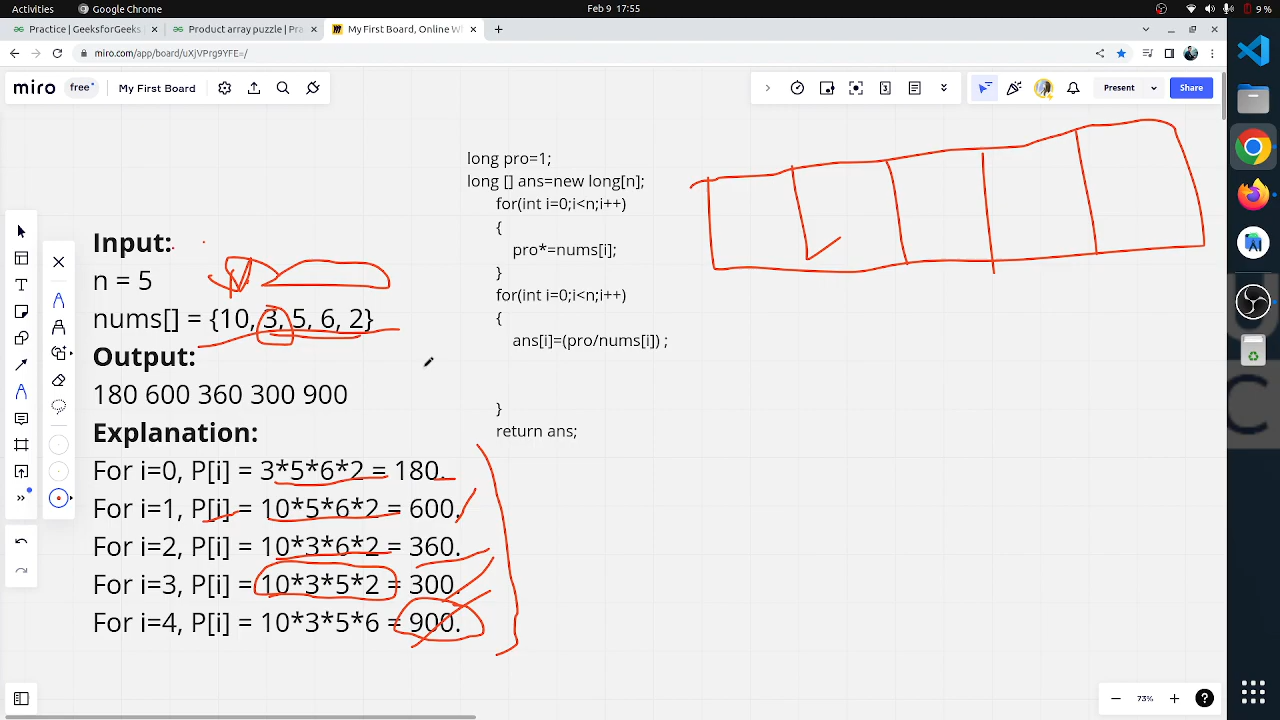 Activities
Google Chrome
Feb 9 17:55
9 %
Practice | GeeksforGeeks
Product array puzzle | Pra
My First Board, Online W
miro.com/app/board/uXjVPrg9YFE=/
miro
free
My First Board
3
Present
Share
long pro=1;
long [] ans=new long[n];
for(int i=0;i<n;i++)
{
pro*=nums[i];
}
for(int i=0;i<n;i++)
{
ans[i]=(pro/nums[i]) ;
}
return ans;
Input:
n = 5
nums[] = {10, 3, 5, 6, 2}
Output:
180 600 360 300 900
Explanation:
For i=0, P[i] = 3*5*6*2 = 180.
For i=1, P[i] = 10*5*6*2 = 600.
For i=2, P[i] = 10*3*6*2 = 360.
For i=3, P[i] = 10*3*5*2 = 300.
For i=4, P[i] = 10*3*5*6 = 900.
73%